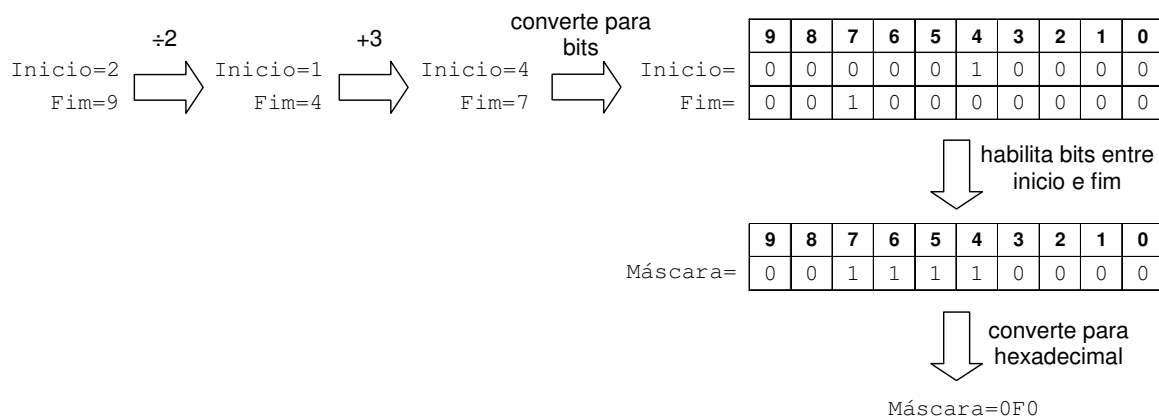 ÷2
+3
converte para
bits
Inicio=2
Fim=9
Inicio=1
Fim=4
Inicio=4
Fim=7
9 8 7 6 5 4 3 2 1 0
Inicio= 0 0 0 0 0 1 0 0 0 0
Fim= 0 0 1 0 0 0 0 0 0 0
habilita bits entre
inicio e fim
9 8 7 6 5 4 3 2 1 0
Máscara= 0 0 1 1 1 1 0 0 0 0
converte para
hexadecimal
Máscara=0F0